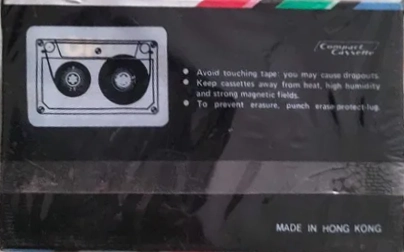 Compact
Cassette
Avoid touching tape: you may cause dropouts.
Keep cassettes away from heat, high humidity
and strong magnetic fields.
To prevent erasure, punch erase-protect-lug.
MADE IN HONG KONG